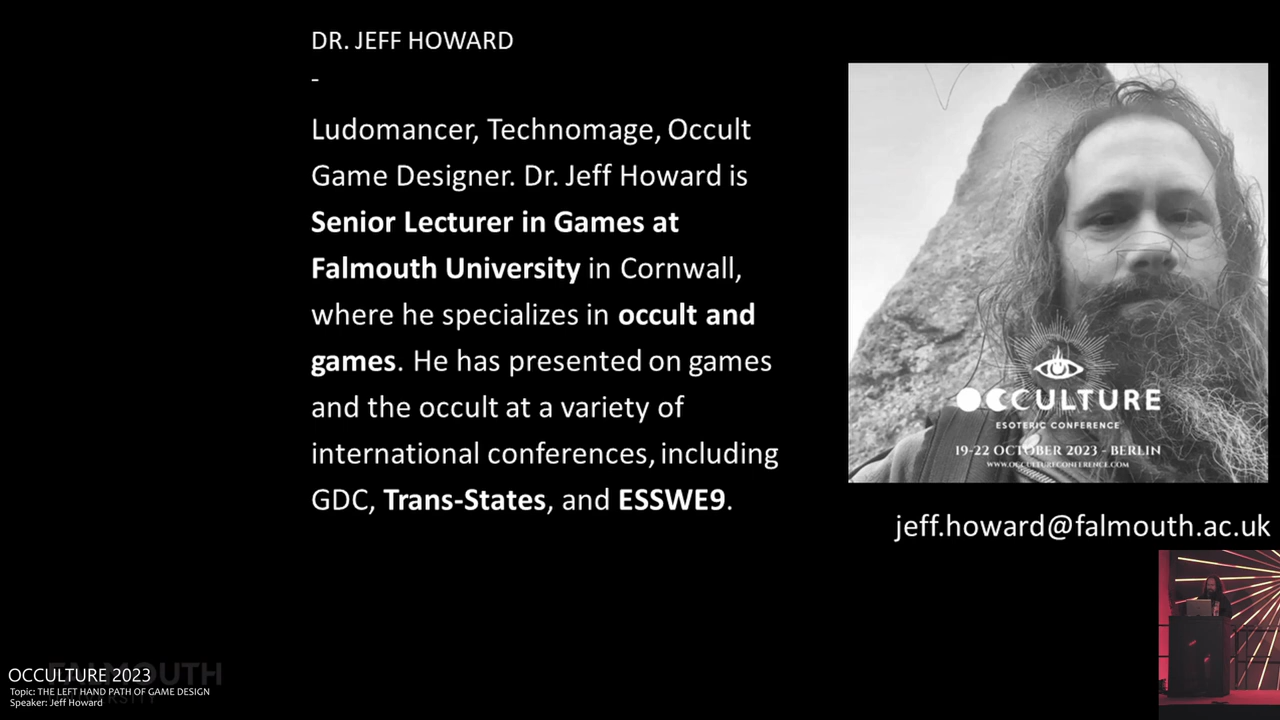 DR. JEFF HOWARD
-
Ludomancer, Technomage, Occult
Game Designer. Dr. Jeff Howard is
Senior Lecturer in Games at
Falmouth University in Cornwall,
where he specializes in occult and
games. He has presented on games
and the occult at a variety of
international conferences, including
GDC, Trans-States, and ESSWE9.
OCCULTURE
ESOTERIC CONFERENCE
19-22 OCTOBER 2023 - BERLIN
WWW.OCCULTURECONFERENCE.COM
jeff.howard@falmouth.ac.uk
FALMOUTH
OCCULTURE 2023
Topic: THE LEFT HAND PATH OF GAME DESIGN
Speaker: Jeff Howard